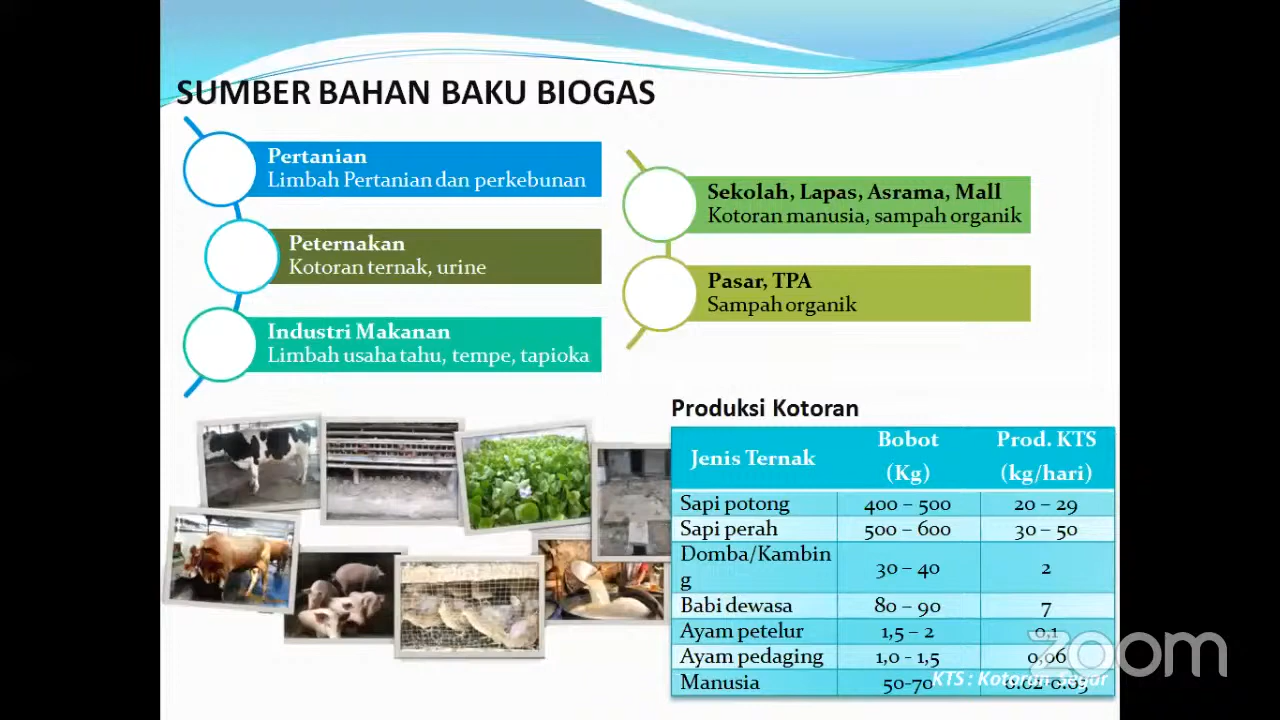 SUMBER BAHAN BAKU BIOGAS
Pertanian
Limbah Pertanian dan perkebunan
Peternakan
Kotoran ternak, urine
Industri Makanan
Limbah usaha tahu, tempe, tapioka
Sekolah, Lapas, Asrama, Mall
Kotoran manusia, sampah organik
Pasar, TPA
Sampah organik
Produksi Kotoran
Jenis Ternak Bobot (Kg) Prod. KTS (kg/hari)
Sapi potong 400 – 500 20 – 29
Sapi perah 500 – 600 30 – 50
Domba/Kambin
g 30 – 40 2
Babi dewasa 80 – 90 7
Ayam petelur 1,5 – 2 0,1
Ayam pedaging 1,0 - 1,5 0,06
Manusia 50-70
KTS : Kotoran Segar
zoom